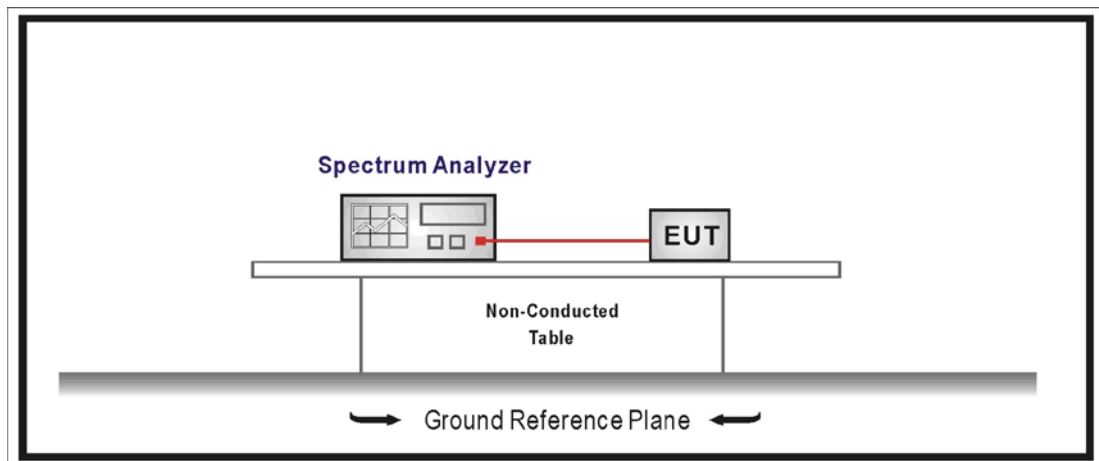 Spectrum Analyzer
EUT
Non-Conducted
Table
Ground Reference Plane